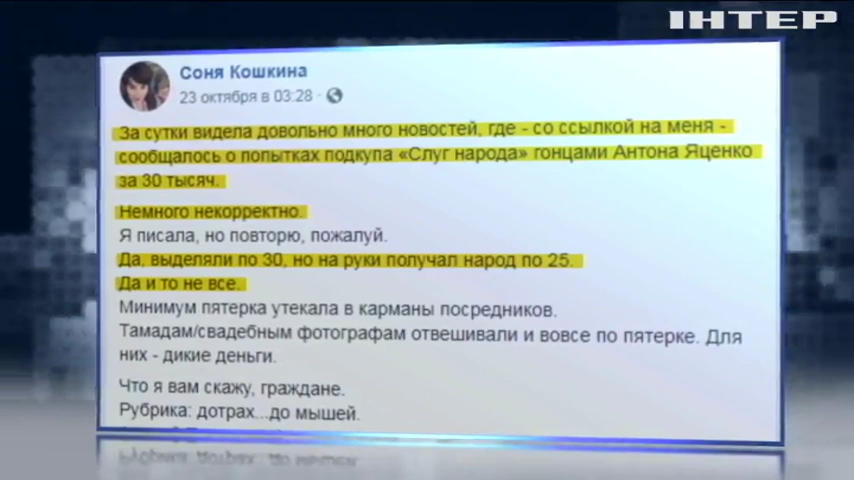 ІНТЕР
Соня Кошкина
23 октября в 03:28 ·
За сутки видела довольно много новостей, где - со ссылкой на меня -
сообщалось о попытках подкупа «Слуг народа» гонцами Антона Яценко
за 30 тысяч.
Немного некорректно.
Я писала, но повторю, пожалуй.
Да, выделяли по 30, но на руки получал народ по 25.
Да и то не все.
Минимум пятерка утекала в карманы посредников.
Тамадам/свадебным фотографам отвешивали и вовсе по пятерке. Для
них - дикие деньги.
Что я вам скажу, граждане.
Рубрика: дотрах...до мышей.